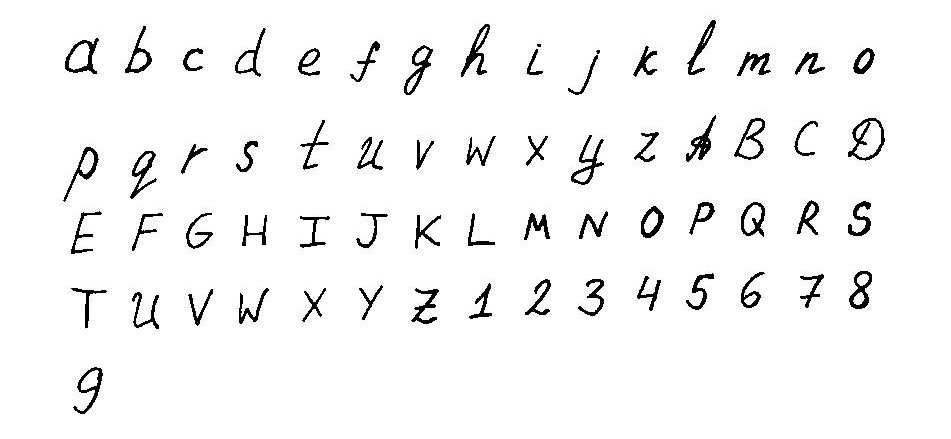 a b c d e f g h i j k l m n o
p q r s t u v w x y z A B C D
E F G H I J K L M N O P Q R S
T U V W X Y Z 1 2 3 4 5 6 7 8
9